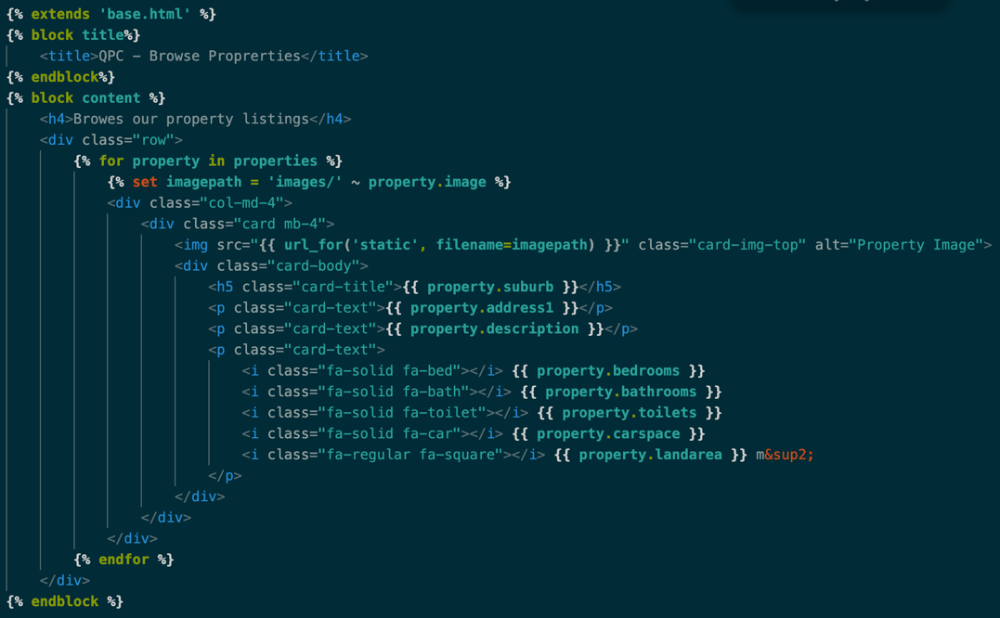 {% extends 'base.html' %}
{% block title%}
<title>QPC - Browse Proprerties</title>
{% endblock%}
{% block content %}
<h4>Browes our property listings</h4>
<div class="row">
{% for property in properties %}
{% set imagepath = 'images/' ~ property.image %}
<div class="col-md-4">
<div class="card mb-4">
<img src="{{ url_for('static', filename=imagepath) }}" class="card-img-top" alt="Property Image">
<div class="card-body">
<h5 class="card-title">{{ property.suburb }}</h5>
<p class="card-text">{{ property.address1 }}</p>
<p class="card-text">{{ property.description }}</p>
<p class="card-text">
<i class="fa-solid fa-bed"></i> {{ property.bedrooms }}
<i class="fa-solid fa-bath"></i> {{ property.bathrooms }}
<i class="fa-solid fa-toilet"></i> {{ property.toilets }}
<i class="fa-solid fa-car"></i> {{ property.carspace }}
<i class="fa-regular fa-square"></i> {{ property.landarea }} m&sup2;
</p>
</div>
</div>
</div>
{% endfor %}
</div>
{% endblock %}